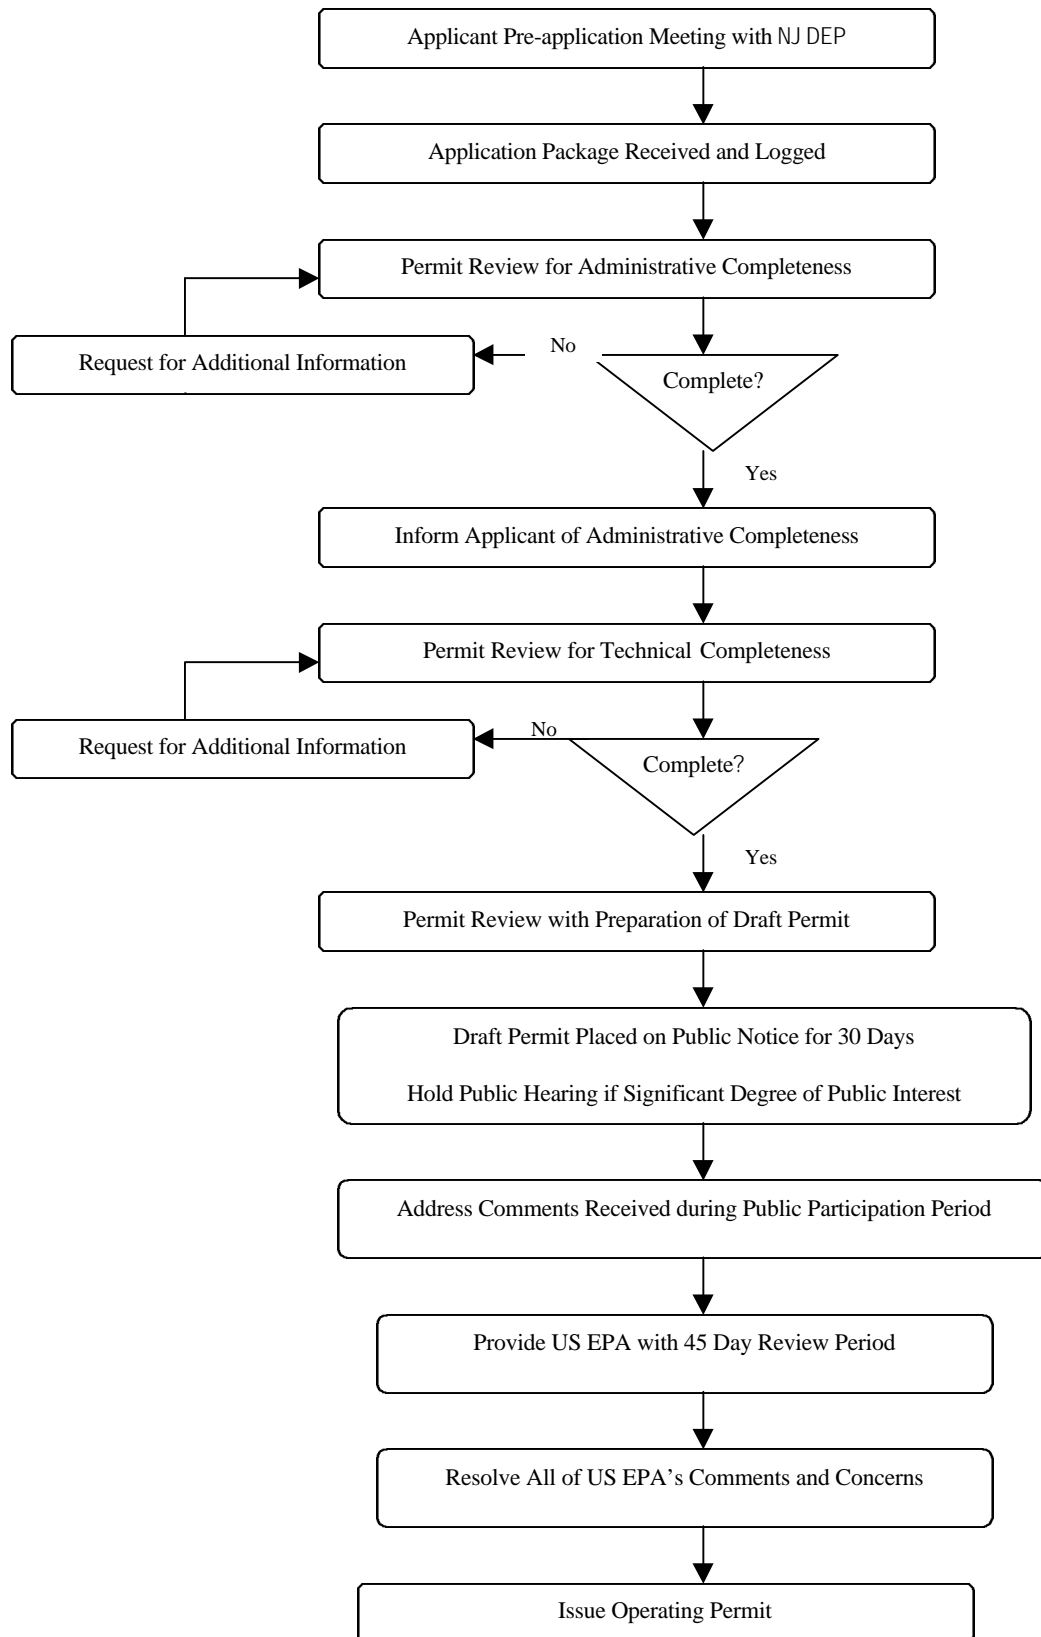 Applicant Pre-application Meeting with NJ DEP
Application Package Received and Logged
Permit Review for Administrative Completeness
No
Request for Additional Information
Complete?
Yes
Inform Applicant of Administrative Completeness
Permit Review for Technical Completeness
No
Request for Additional Information
Complete?
Yes
Permit Review with Preparation of Draft Permit
Draft Permit Placed on Public Notice for 30 Days
Hold Public Hearing if Significant Degree of Public Interest
Address Comments Received during Public Participation Period
Provide US EPA with 45 Day Review Period
Resolve All of US EPA’s Comments and Concerns
Issue Operating Permit